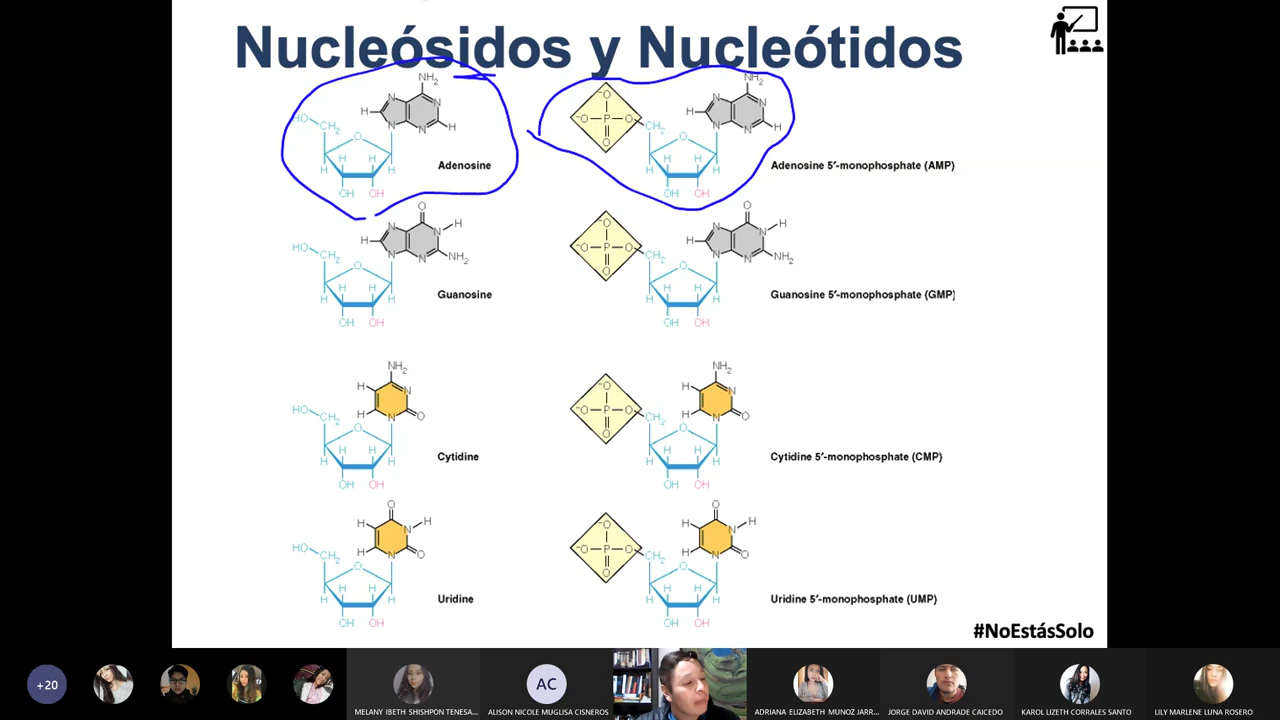 Nucleósidos y Nucleótidos
NH₂ NH₂
N N N N
H H H H
N N N N
HO CH₂ ⁻O P O CH₂
O O
O O
H H H H
H H H H
OH OH OH OH
Adenosine Adenosine 5′-monophosphate (AMP)
O O
N N H N N H
H H
N N NH₂ N N NH₂
HO CH₂ ⁻O P O CH₂
O O
H H H H
H H H H
OH OH OH OH
Guanosine Guanosine 5′-monophosphate (GMP)
NH₂ NH₂
H N H N
H N O H N O
HO CH₂ ⁻O P O CH₂
O O
H H H H
H H H H
OH OH OH OH
Cytidine Cytidine 5′-monophosphate (CMP)
O O
H N H H N H
H N O H N O
HO CH₂ ⁻O P O CH₂
O O
H H H H
H H H H
OH OH OH OH
Uridine Uridine 5′-monophosphate (UMP)
#NoEstásSolo
+20
AC
MELANY IBETH SHISHPON TENESA...
ALISON NICOLE MUGLISA CISNEROS
ADRIANA ELIZABETH MUNOZ JARR...
JORGE DAVID ANDRADE CAICEDO
KAROL LIZETH CORRALES SANTO
LILY MARLENE LUNA ROSERO